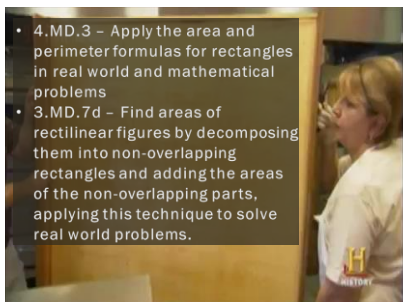 • 4.MD.3 – Apply the area and
perimeter formulas for rectangles
in real world and mathematical
problems
• 3.MD.7d – Find areas of
rectilinear figures by decomposing
them into non-overlapping
rectangles and adding the areas
of the non-overlapping parts,
applying this technique to solve
real world problems.
H
HISTORY